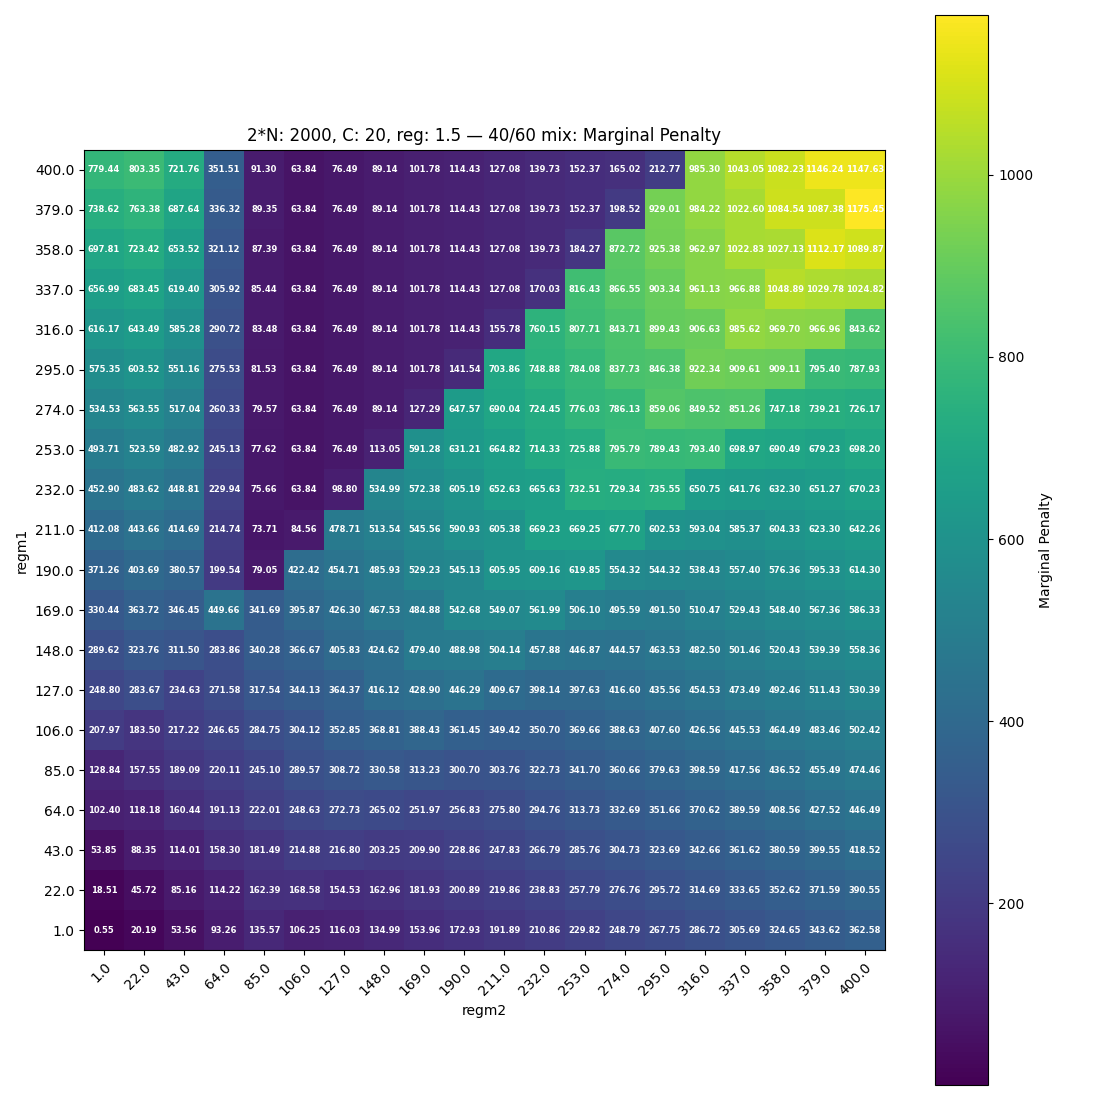 2*N: 2000, C: 20, reg: 1.5 — 40/60 mix: Marginal Penalty
400.0 779.44 803.35 721.76 351.51 91.30 63.84 76.49 89.14 101.78 114.43 127.08 139.73 152.37 165.02 212.77 985.30 1043.05 1082.23 1146.24 1147.63
379.0 738.62 763.38 687.64 336.32 89.35 63.84 76.49 89.14 101.78 114.43 127.08 139.73 152.37 198.52 929.01 984.22 1022.60 1084.54 1087.38 1175.45
358.0 697.81 723.42 653.52 321.12 87.39 63.84 76.49 89.14 101.78 114.43 127.08 139.73 184.27 872.72 925.38 962.97 1022.83 1027.13 1112.17 1089.87
337.0 656.99 683.45 619.40 305.92 85.44 63.84 76.49 89.14 101.78 114.43 127.08 170.03 816.43 866.55 903.34 961.13 966.88 1048.89 1029.78 1024.82
316.0 616.17 643.49 585.28 290.72 83.48 63.84 76.49 89.14 101.78 114.43 155.78 760.15 807.71 843.71 899.43 906.63 985.62 969.70 966.96 843.62
295.0 575.35 603.52 551.16 275.53 81.53 63.84 76.49 89.14 101.78 141.54 703.86 748.88 784.08 837.73 846.38 922.34 909.61 909.11 795.40 787.93
274.0 534.53 563.55 517.04 260.33 79.57 63.84 76.49 89.14 127.29 647.57 690.04 724.45 776.03 786.13 859.06 849.52 851.26 747.18 739.21 726.17
253.0 493.71 523.59 482.92 245.13 77.62 63.84 76.49 113.05 591.28 631.21 664.82 714.33 725.88 795.79 789.43 793.40 698.97 690.49 679.23 698.20
232.0 452.90 483.62 448.81 229.94 75.66 63.84 98.80 534.99 572.38 605.19 652.63 665.63 732.51 729.34 735.55 650.75 641.76 632.30 651.27 670.23
211.0 412.08 443.66 414.69 214.74 73.71 84.56 478.71 513.54 545.56 590.93 605.38 669.23 669.25 677.70 602.53 593.04 585.37 604.33 623.30 642.26
190.0 371.26 403.69 380.57 199.54 79.05 422.42 454.71 485.93 529.23 545.13 605.95 609.16 619.85 554.32 544.32 538.43 557.40 576.36 595.33 614.30
169.0 330.44 363.72 346.45 449.66 341.69 395.87 426.30 467.53 484.88 542.68 549.07 561.99 506.10 495.59 491.50 510.47 529.43 548.40 567.36 586.33
148.0 289.62 323.76 311.50 283.86 340.28 366.67 405.83 424.62 479.40 488.98 504.14 457.88 446.87 444.57 463.53 482.50 501.46 520.43 539.39 558.36
127.0 248.80 283.67 234.63 271.58 317.54 344.13 364.37 416.12 428.90 446.29 409.67 398.14 397.63 416.60 435.56 454.53 473.49 492.46 511.43 530.39
106.0 207.97 183.50 217.22 246.65 284.75 304.12 352.85 368.81 388.43 361.45 349.42 350.70 369.66 388.63 407.60 426.56 445.53 464.49 483.46 502.42
85.0 128.84 157.55 189.09 220.11 245.10 289.57 308.72 330.58 313.23 300.70 303.76 322.73 341.70 360.66 379.63 398.59 417.56 436.52 455.49 474.46
64.0 102.40 118.18 160.44 191.13 222.01 248.63 272.73 265.02 251.97 256.83 275.80 294.76 313.73 332.69 351.66 370.62 389.59 408.56 427.52 446.49
43.0 53.85 88.35 114.01 158.30 181.49 214.88 216.80 203.25 209.90 228.86 247.83 266.79 285.76 304.73 323.69 342.66 361.62 380.59 399.55 418.52
22.0 18.51 45.72 85.16 114.22 162.39 168.58 154.53 162.96 181.93 200.89 219.86 238.83 257.79 276.76 295.72 314.69 333.65 352.62 371.59 390.55
1.0 0.55 20.19 53.56 93.26 135.57 106.25 116.03 134.99 153.96 172.93 191.89 210.86 229.82 248.79 267.75 286.72 305.69 324.65 343.62 362.58
1.0 22.0 43.0 64.0 85.0 106.0 127.0 148.0 169.0 190.0 211.0 232.0 253.0 274.0 295.0 316.0 337.0 358.0 379.0 400.0
regm2
regm1
1000
800
600
400
200
Marginal Penalty